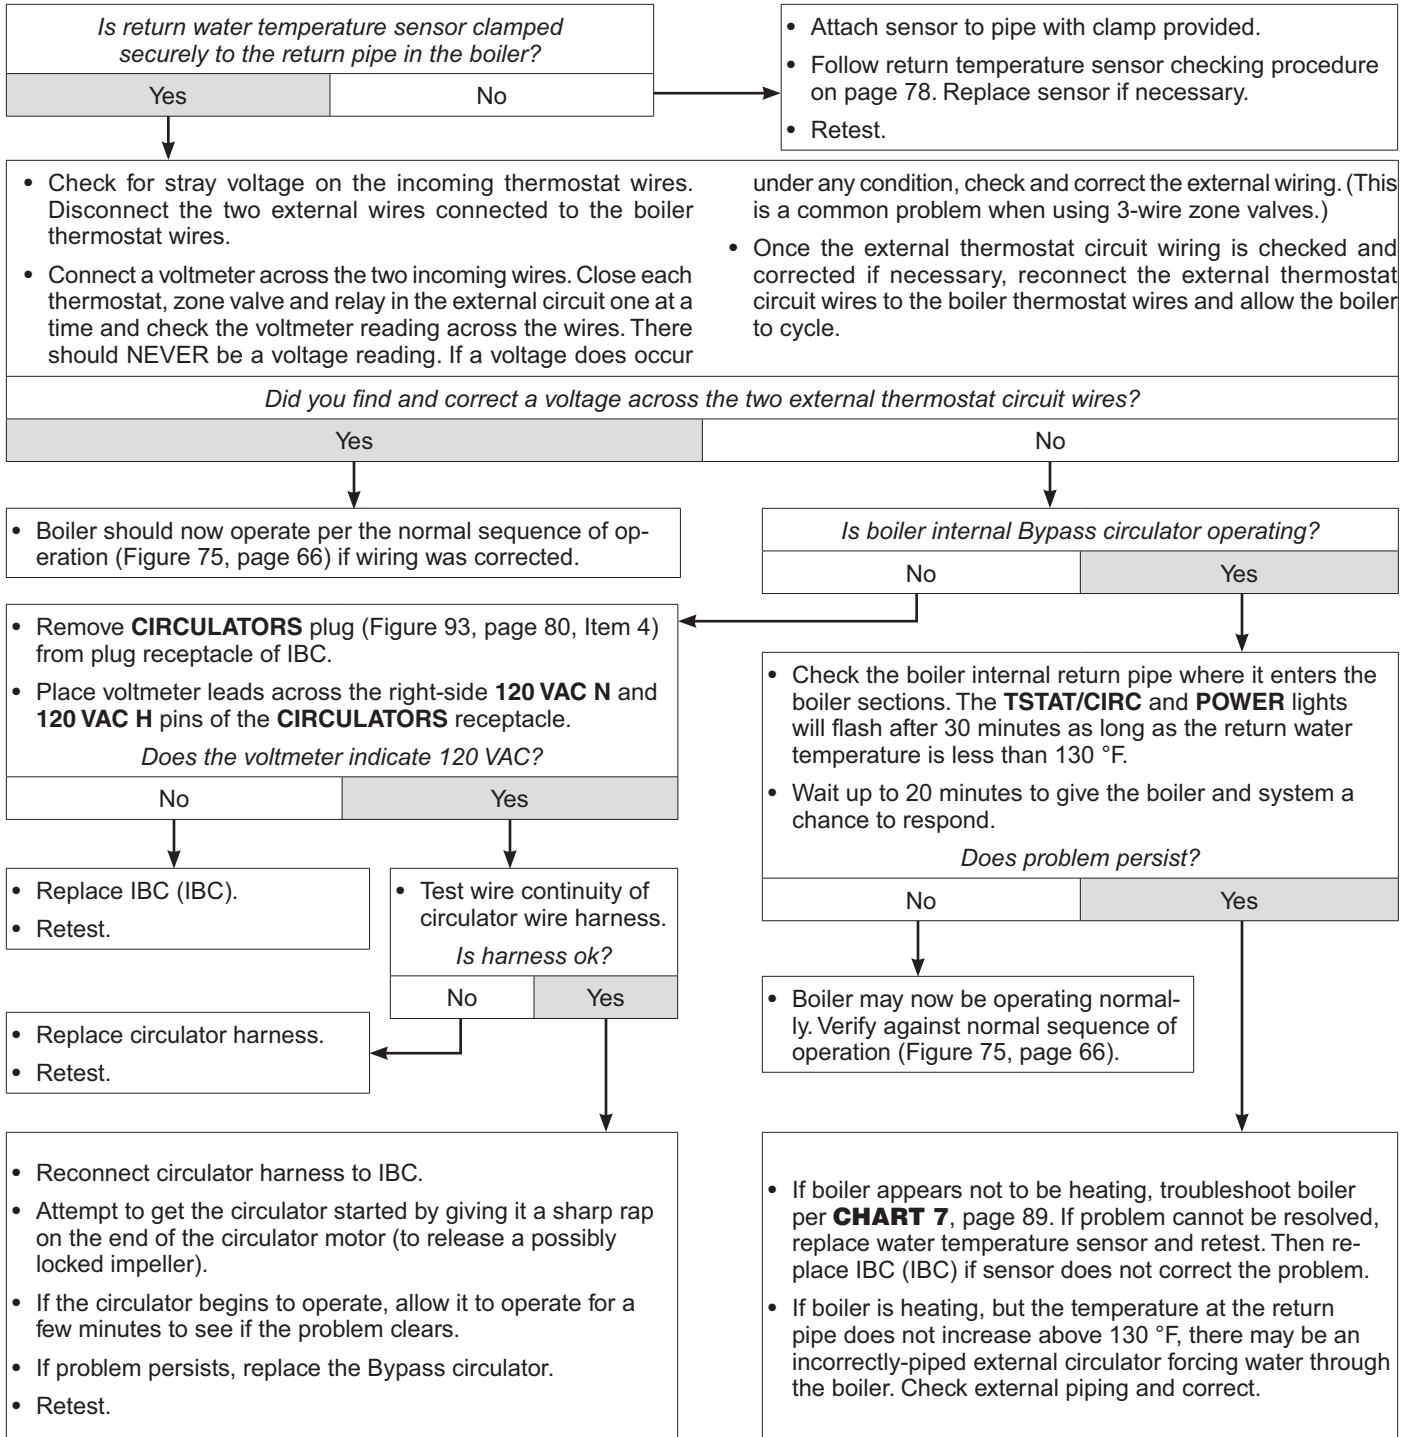 Is return water temperature sensor clamped
securely to the return pipe in the boiler?
Yes
No
• Attach sensor to pipe with clamp provided.
• Follow return temperature sensor checking procedure
on page 78. Replace sensor if necessary.
• Retest.
• Check for stray voltage on the incoming thermostat wires.
Disconnect the two external wires connected to the boiler
thermostat wires.
• Connect a voltmeter across the two incoming wires. Close each
thermostat, zone valve and relay in the external circuit one at a
time and check the voltmeter reading across the wires. There
should NEVER be a voltage reading. If a voltage does occur
under any condition, check and correct the external wiring. (This
is a common problem when using 3-wire zone valves.)
• Once the external thermostat circuit wiring is checked and
corrected if necessary, reconnect the external thermostat
circuit wires to the boiler thermostat wires and allow the boiler
to cycle.
Did you find and correct a voltage across the two external thermostat circuit wires?
Yes
No
• Boiler should now operate per the normal sequence of op-
eration (Figure 75, page 66) if wiring was corrected.
Is boiler internal Bypass circulator operating?
No
Yes
• Remove CIRCULATORS plug (Figure 93, page 80, Item 4)
from plug receptacle of IBC.
• Place voltmeter leads across the right-side 120 VAC N and
120 VAC H pins of the CIRCULATORS receptacle.
Does the voltmeter indicate 120 VAC?
No
Yes
• Check the boiler internal return pipe where it enters the
boiler sections. The TSTAT/CIRC and POWER lights
will flash after 30 minutes as long as the return water
temperature is less than 130 °F.
• Wait up to 20 minutes to give the boiler and system a
chance to respond.
Does problem persist?
No
Yes
• Replace IBC (IBC).
• Retest.
• Test wire continuity of
circulator wire harness.
Is harness ok?
No
Yes
• Replace circulator harness.
• Retest.
• Boiler may now be operating normal-
ly. Verify against normal sequence of
operation (Figure 75, page 66).
• Reconnect circulator harness to IBC.
• Attempt to get the circulator started by giving it a sharp rap
on the end of the circulator motor (to release a possibly
locked impeller).
• If the circulator begins to operate, allow it to operate for a
few minutes to see if the problem clears.
• If problem persists, replace the Bypass circulator.
• Retest.
• If boiler appears not to be heating, troubleshoot boiler
per CHART 7, page 89. If problem cannot be resolved,
replace water temperature sensor and retest. Then re-
place IBC (IBC) if sensor does not correct the problem.
• If boiler is heating, but the temperature at the return
pipe does not increase above 130 °F, there may be an
incorrectly-piped external circulator forcing water through
the boiler. Check external piping and correct.